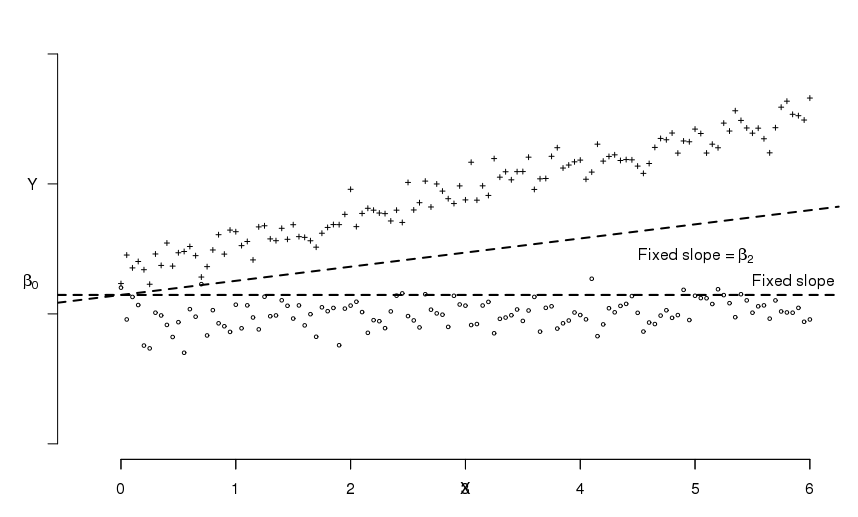 Y
Fixed slope = β₂
Fixed slope
β₀
0 1 2 3 4 5 6
X